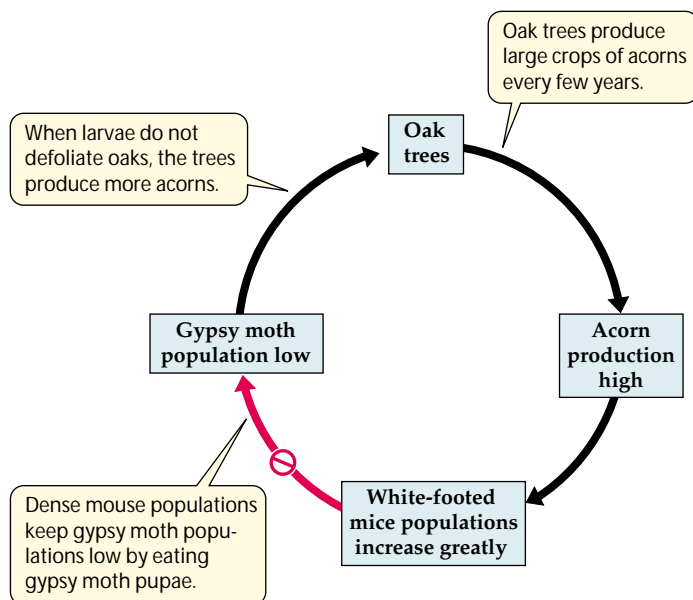 Oak trees produce
large crops of acorns
every few years.
When larvae do not
defoliate oaks, the trees
produce more acorns.
Oak
trees
Gypsy moth
population low
Acorn
production
high
White-footed
mice populations
increase greatly
Dense mouse populations
keep gypsy moth popu-
lations low by eating
gypsy moth pupae.